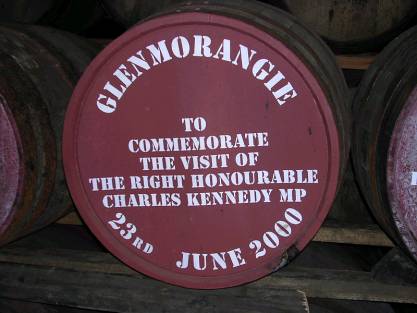 GLENMORANGIE
TO
COMMEMORATE
THE VISIT OF
THE RIGHT HONOURABLE
CHARLES KENNEDY MP
23RD JUNE 2000